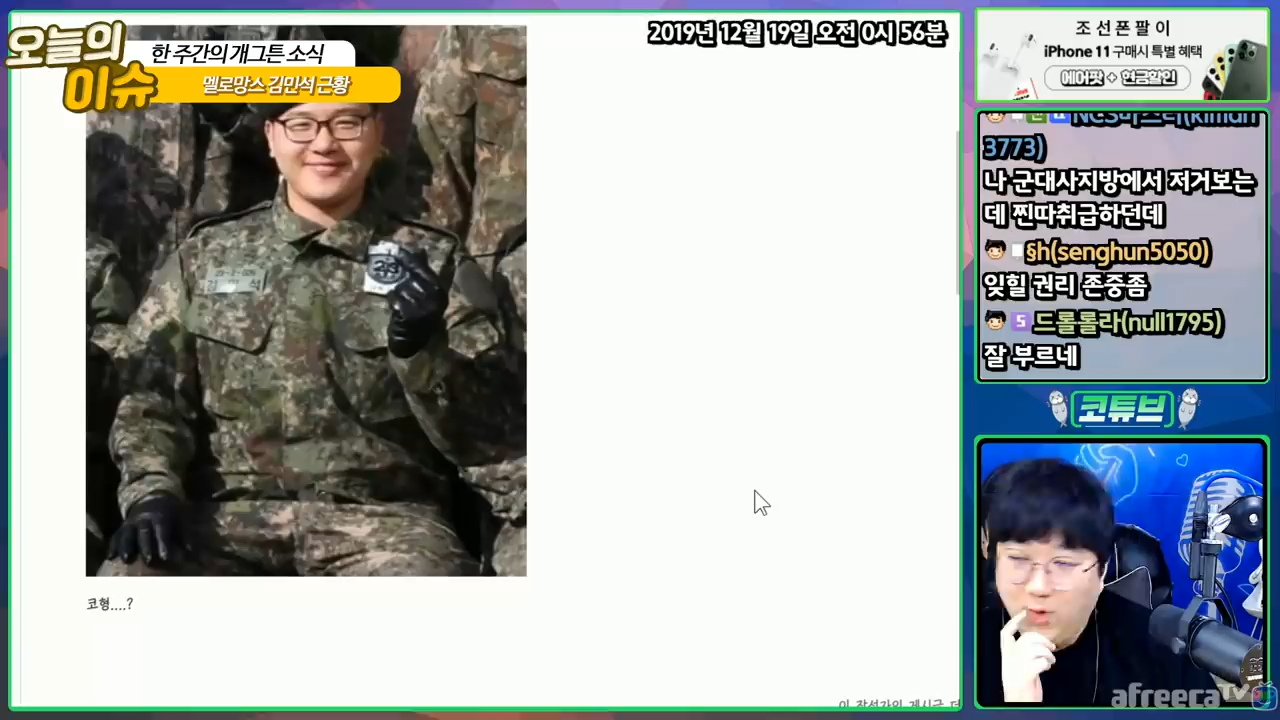 오늘의
이슈
한 주간의 개그튼 소식
멜로망스 김민석 근황
2019년 12월 19일 오전 0시 56분
조선폰팔이
iPhone 11 구매시 특별 혜택
에어팟 + 현금할인
3773)
나 군대사지방에서 저거보는
데 찐따취급하던데
§h(senghun5050)
잊힐 권리 존중좀
5 드롤롤라(null1795)
잘 부르네
코튜브
코형....?
afreecaTV